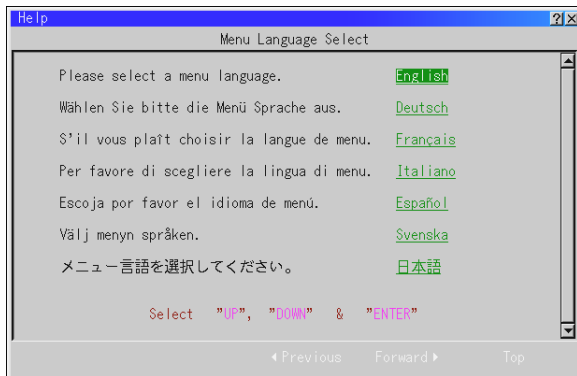 Help
Menu Language Select
Please select a menu language. English
Wählen Sie bitte die Menü Sprache aus. Deutsch
S'il vous plaît choisir la langue de menu. Français
Per favore di scegliere la lingua di menu. Italiano
Escoja por favor el idioma de menú. Español
Välj menyn språken. Svenska
メニュー言語を選択してください。 日本語
Select "UP", "DOWN" & "ENTER"
Previous Forward Top